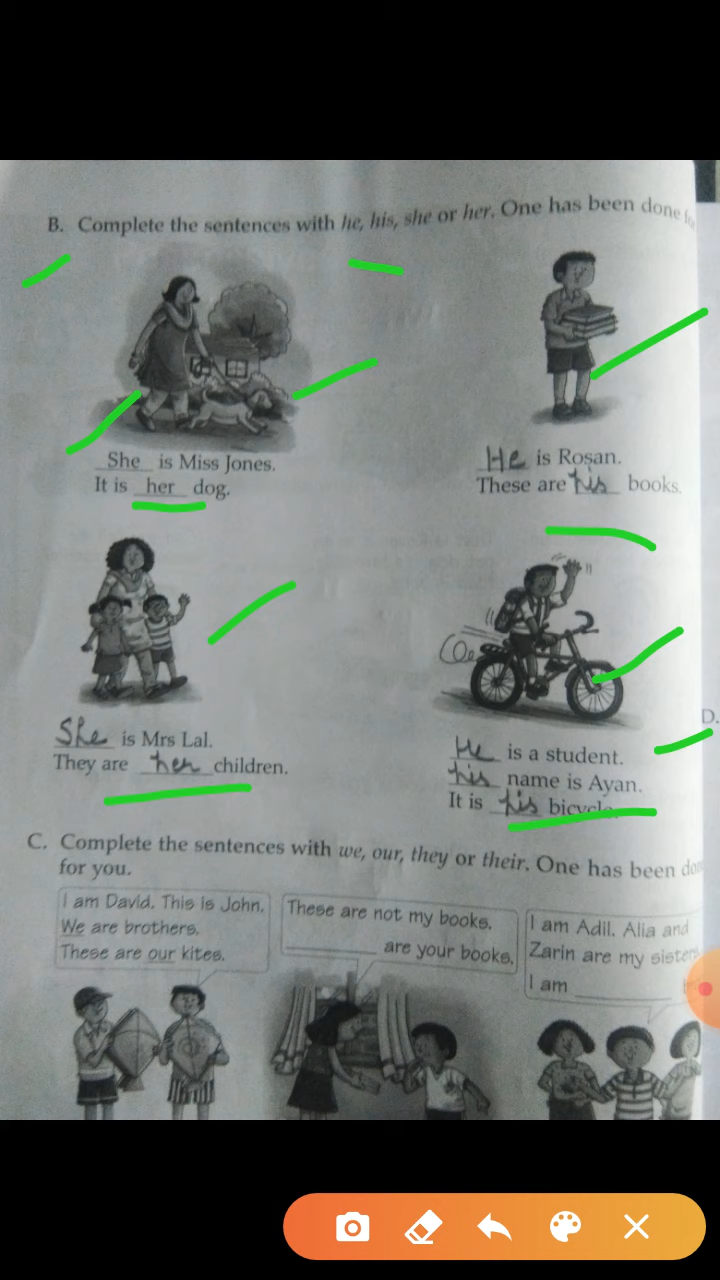 B. Complete the sentences with he, his, she or her. One has been done
She is Miss Jones.
It is her dog.
He is Rosan.
These are his books.
She is Mrs Lal.
They are her children.
He is a student.
his name is Ayan.
It is his bicycle.
D.
C. Complete the sentences with we, our, they or their. One has been
for you.
I am David. This is John.
We are brothers.
These are our kites.
These are not my books.
__________ are your books.
I am Adil. Alia and
Zarin are my sisters
I am __________